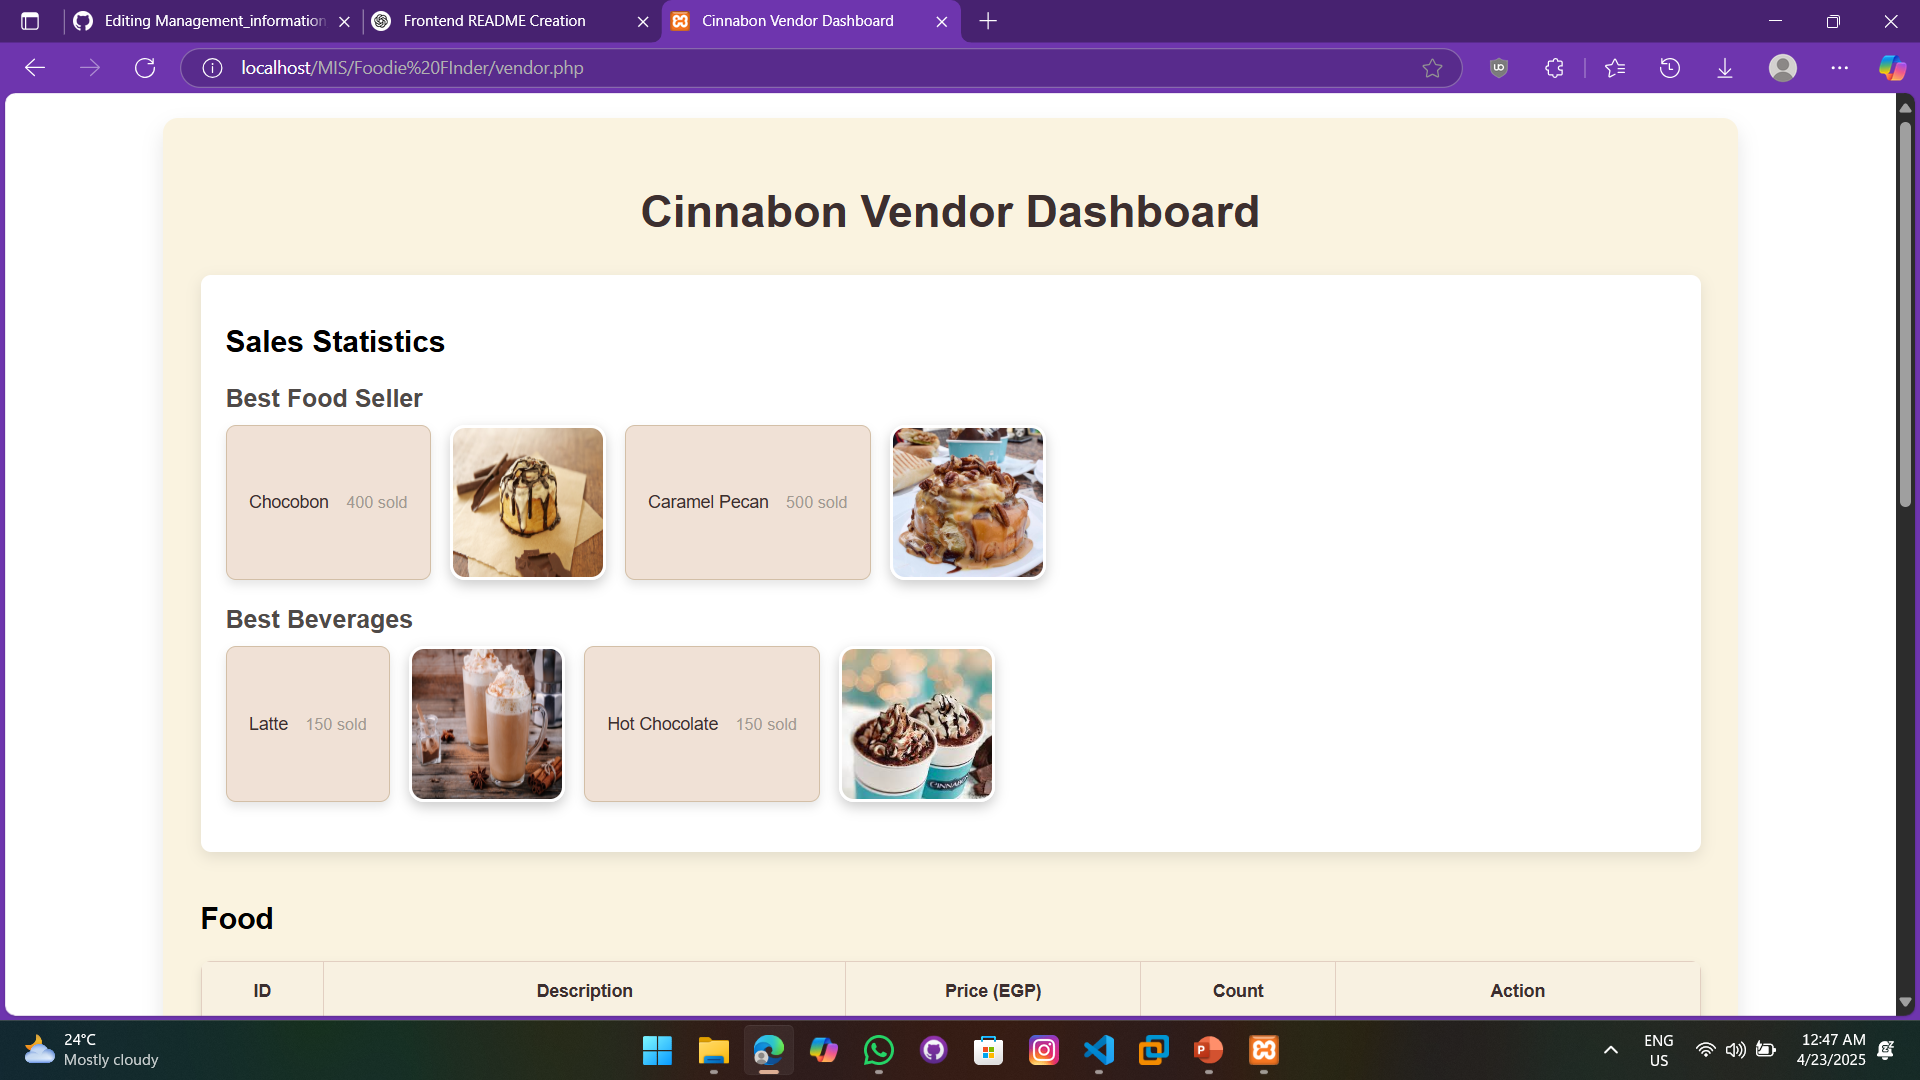 Editing Management_information
Frontend README Creation
Cinnabon Vendor Dashboard
localhost/MIS/Foodie%20FInder/vendor.php
Cinnabon Vendor Dashboard
Sales Statistics
Best Food Seller
Chocobon 400 sold
Caramel Pecan 500 sold
Best Beverages
Latte 150 sold
Hot Chocolate 150 sold
Food
ID Description Price (EGP) Count Action
24°C
Mostly cloudy
ENG
US
12:47 AM
4/23/2025